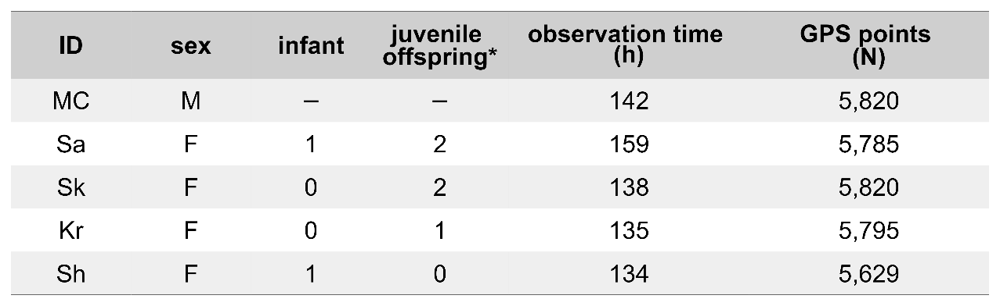 ID sex infant juvenile offspring* observation time (h) GPS points (N)
MC M – – 142 5,820
Sa F 1 2 159 5,785
Sk F 0 2 138 5,820
Kr F 0 1 135 5,795
Sh F 1 0 134 5,629